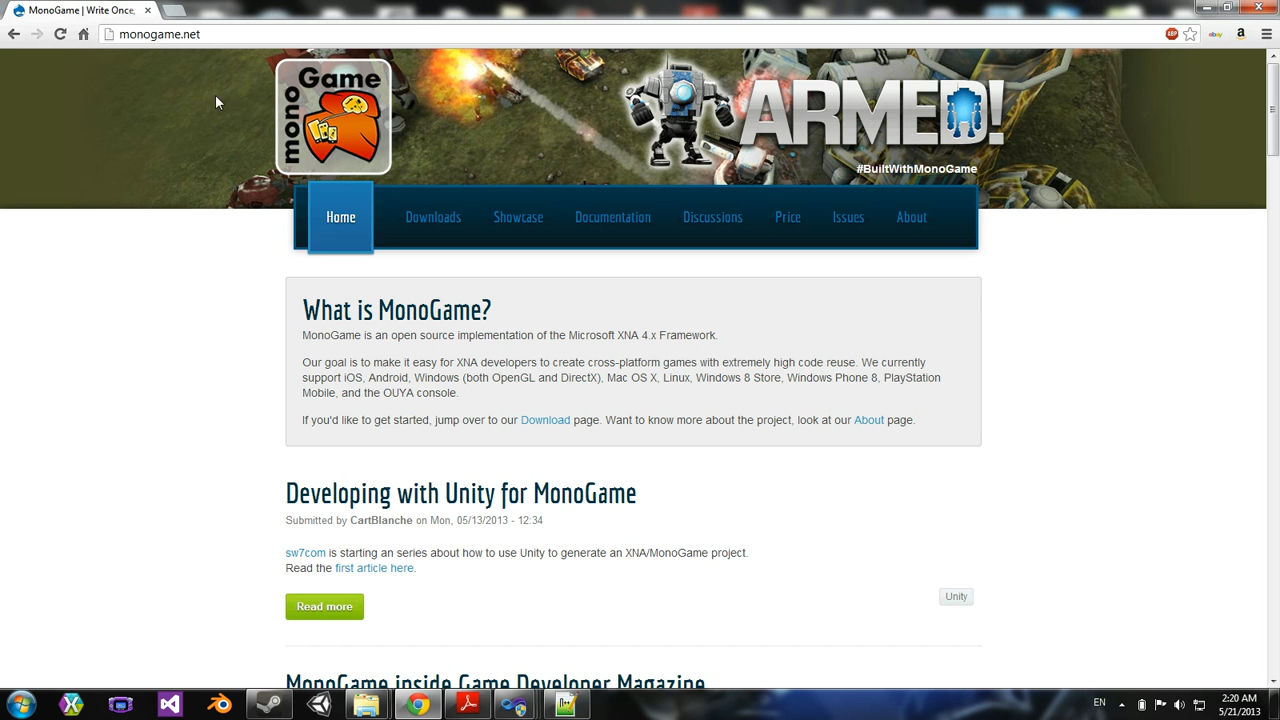 MonoGame | Write Once,
monogame.net
ABP
ebay
a
mono Game
ARMED!
#BuiltWithMonoGame
Home
Downloads
Showcase
Documentation
Discussions
Price
Issues
About
What is MonoGame?
MonoGame is an open source implementation of the Microsoft XNA 4.x Framework.
Our goal is to make it easy for XNA developers to create cross-platform games with extremely high code reuse. We currently
support iOS, Android, Windows (both OpenGL and DirectX), Mac OS X, Linux, Windows 8 Store, Windows Phone 8, PlayStation
Mobile, and the OUYA console.
If you'd like to get started, jump over to our Download page. Want to know more about the project, look at our About page.
Developing with Unity for MonoGame
Submitted by CartBlanche on Mon, 05/13/2013 - 12:34
sw7com is starting an series about how to use Unity to generate an XNA/MonoGame project.
Read the first article here.
Read more
Unity
MonoGame inside Game Developer Magazine
EN
2:20 AM
5/21/2013